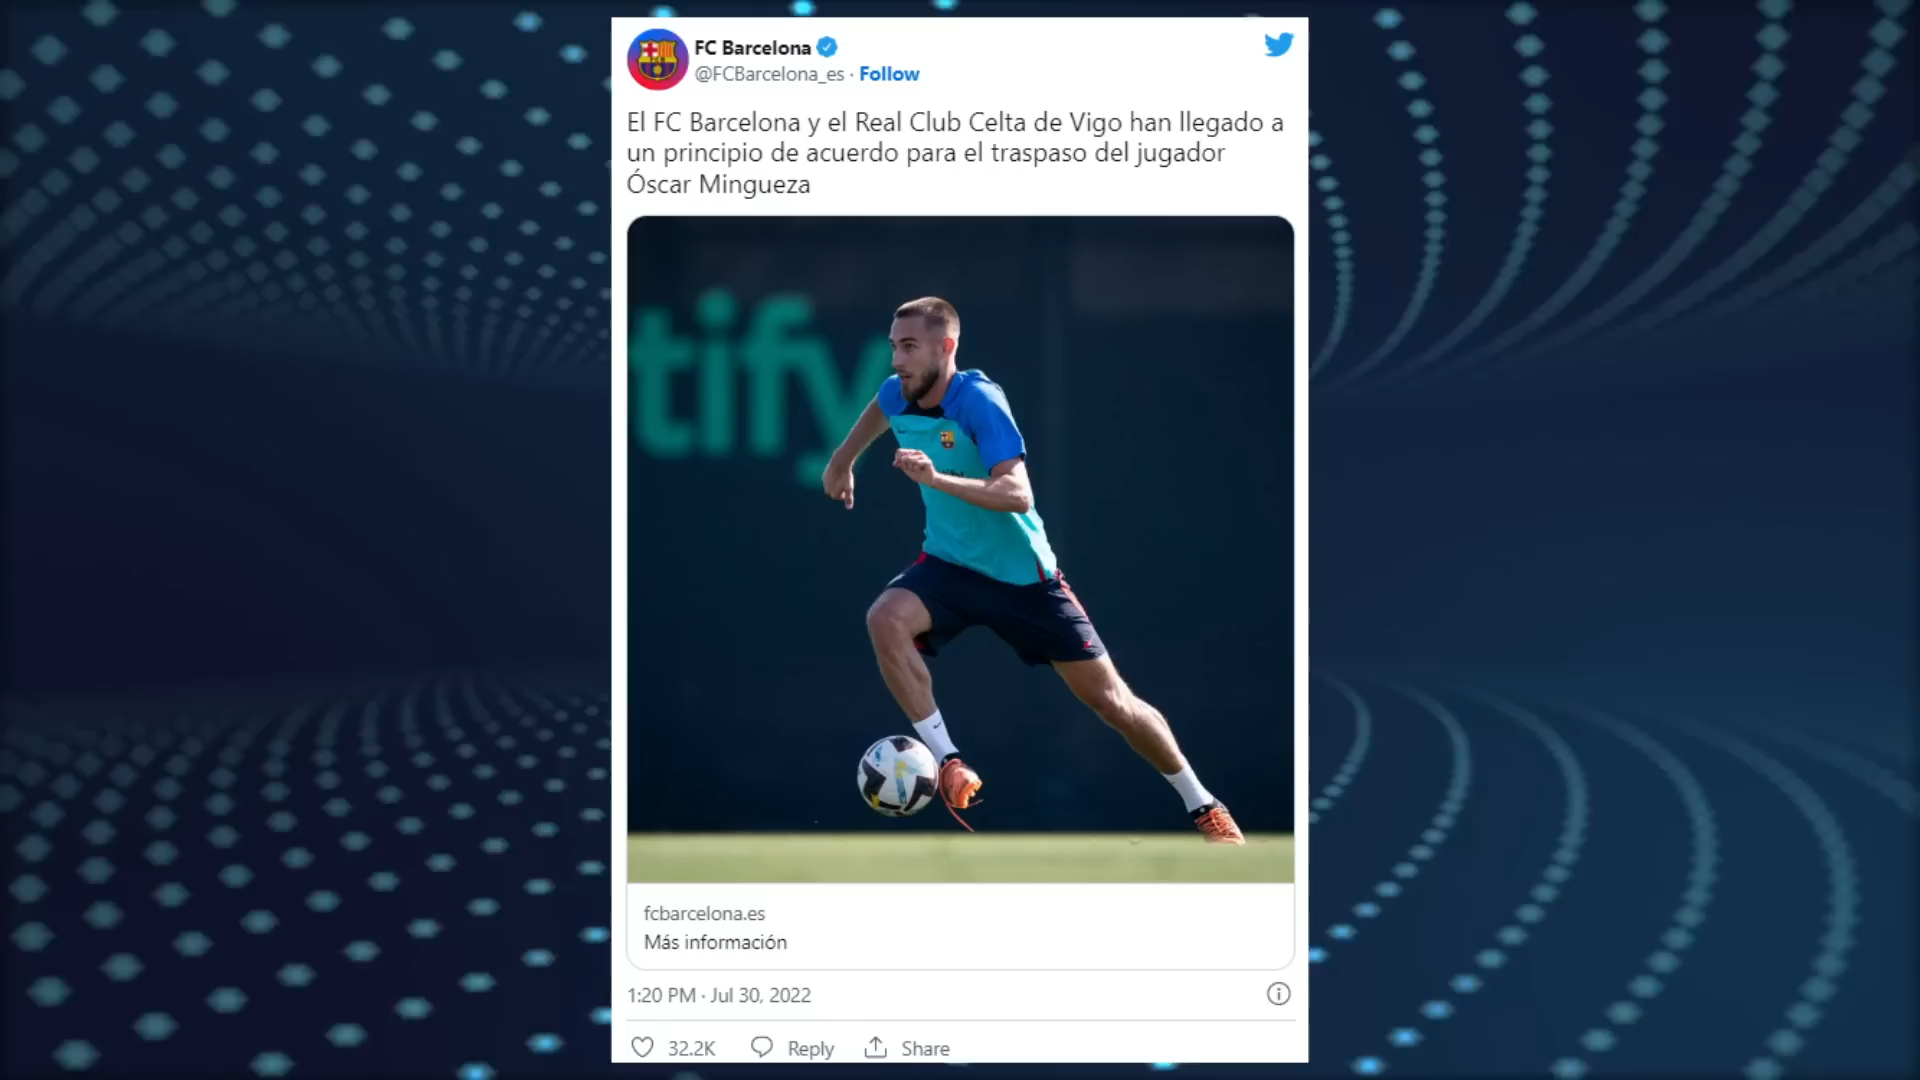 FC Barcelona
@FCBarcelona_es · Follow
El FC Barcelona y el Real Club Celta de Vigo han llegado a
un principio de acuerdo para el traspaso del jugador
Óscar Mingueza
tify
fcbarcelona.es
Más información
1:20 PM · Jul 30, 2022
32.2K Reply Share